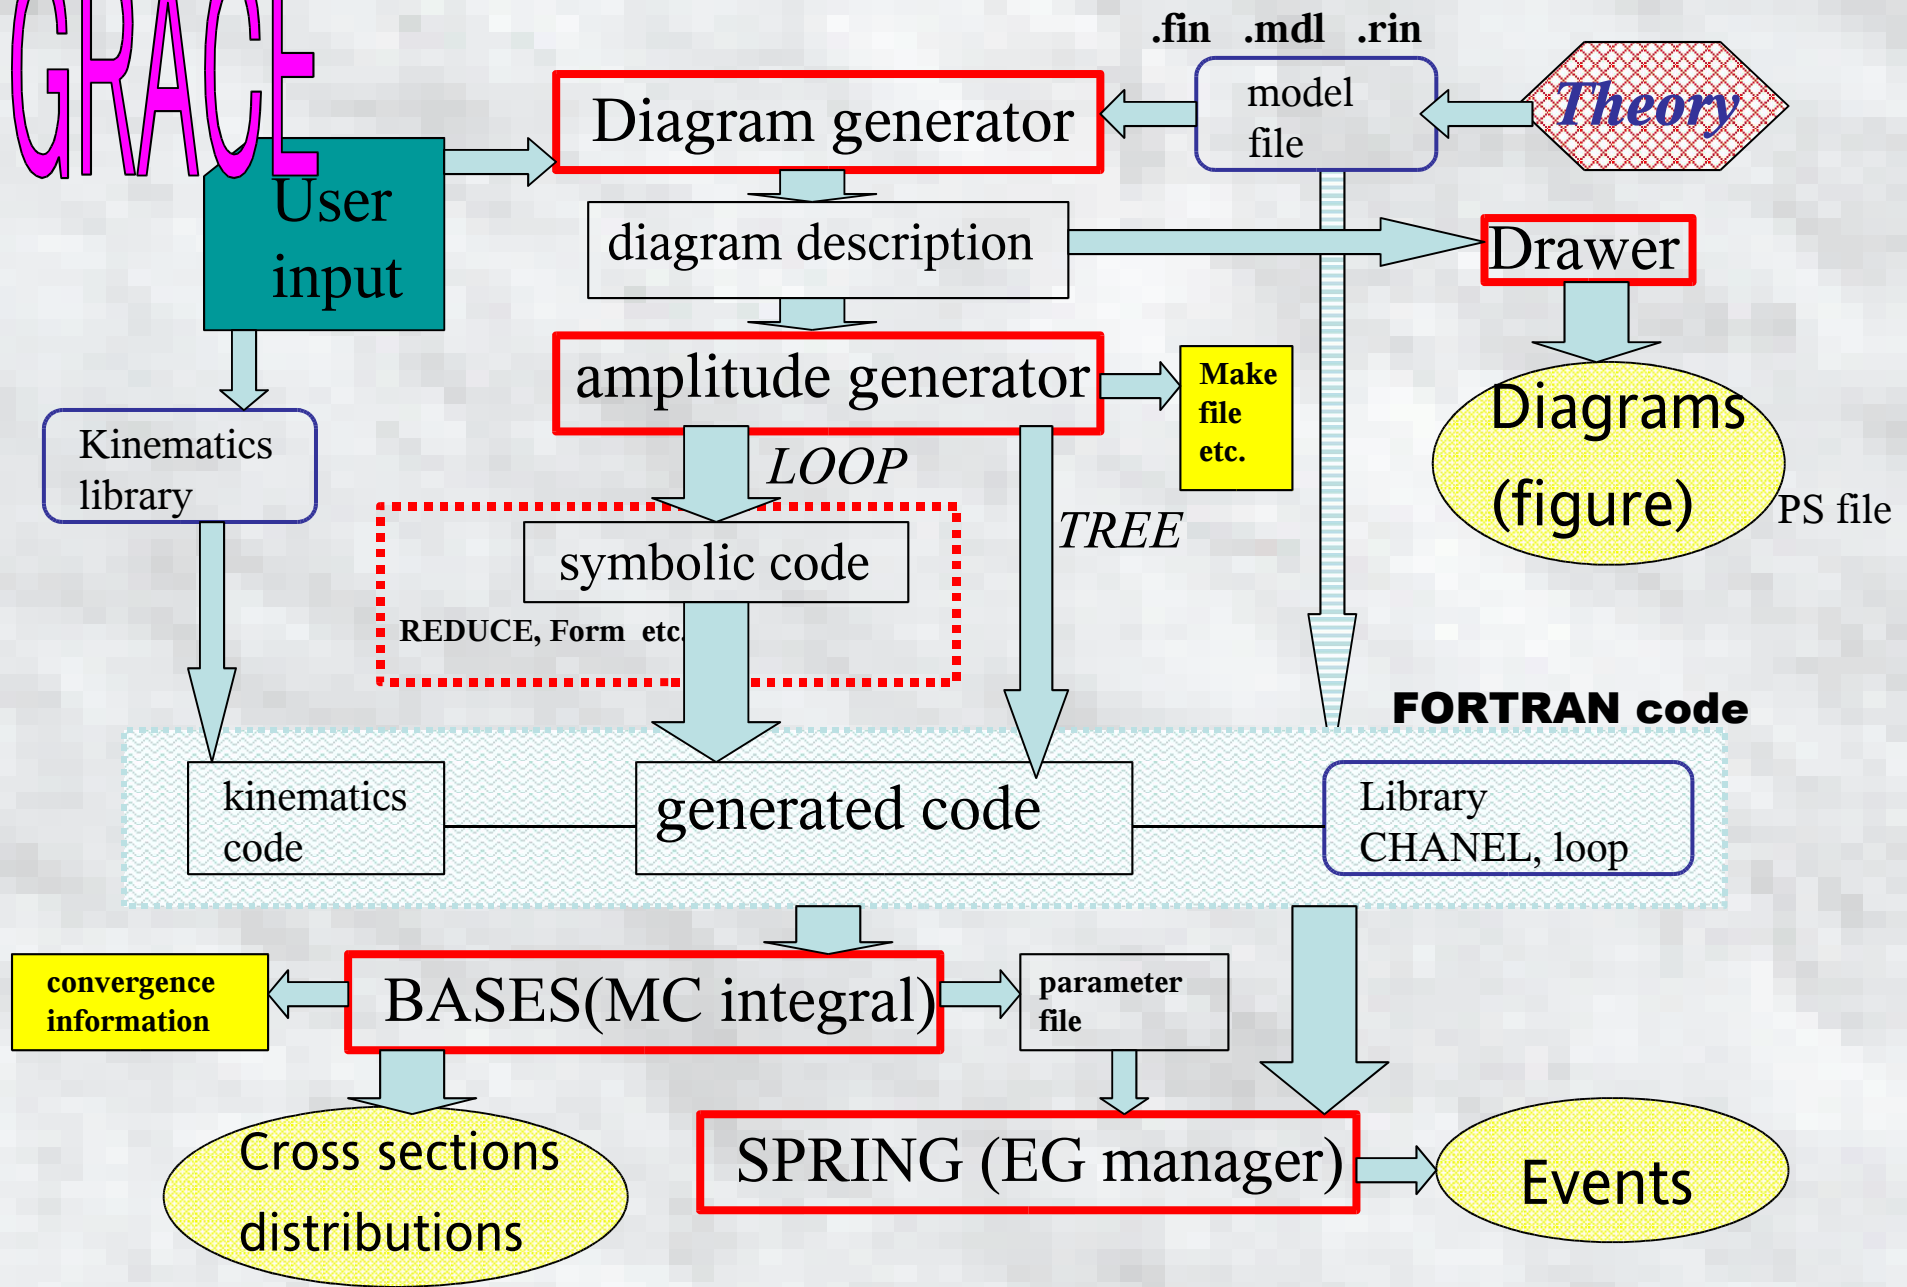 GRACE
.fin .mdl .rin
Diagram generator
model
file
Theory
User
input
diagram description
Drawer
amplitude generator
Make
file
etc.
Diagrams
(figure)
PS file
Kinematics
library
LOOP
TREE
symbolic code
REDUCE, Form etc.
FORTRAN code
kinematics
code
generated code
Library
CHANEL, loop
convergence
information
BASES(MC integral)
parameter
file
Cross sections
distributions
SPRING (EG manager)
Events